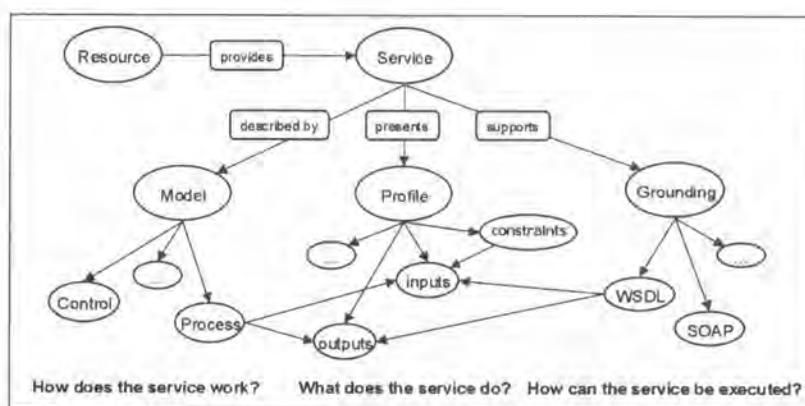 Resource provides Service
described by presents supports
Model Profile Grounding
constraints
... ... ...
inputs
Control Process WSDL
outputs SOAP
How does the service work? What does the service do? How can the service be executed?